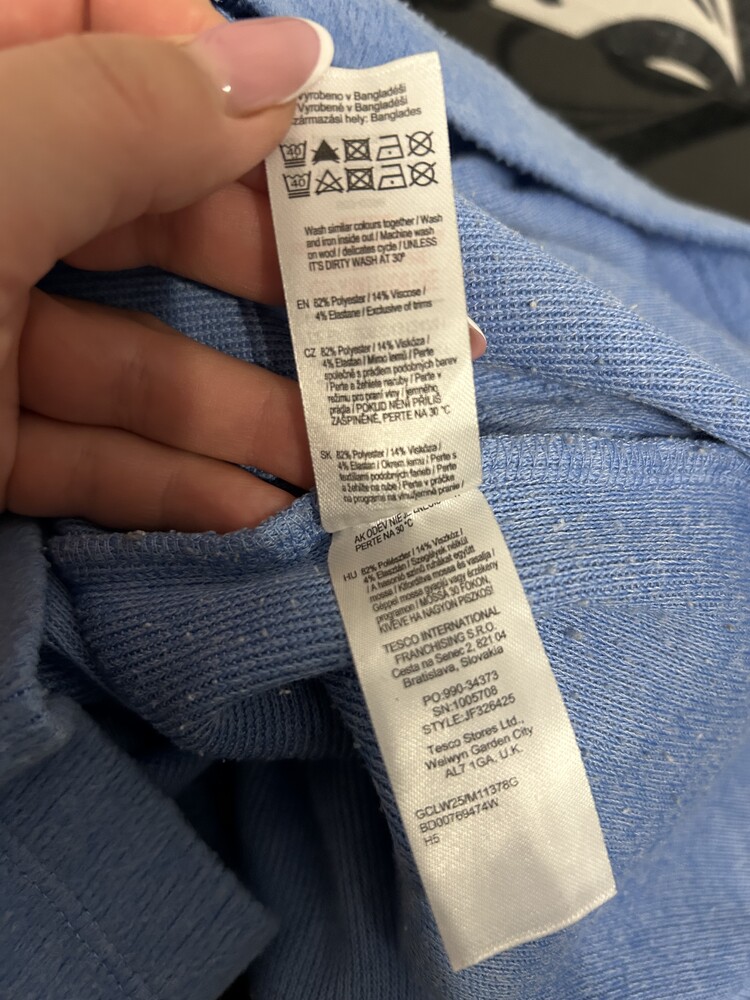 Vyrobeno v Bangladéši
Vyrobené v Bangladéši
Származási hely: Banglades
40
40
Wash similar colours together / Wash
and iron inside out / Machine wash
on wool / delicates cycle / UNLESS
IT'S DIRTY WASH AT 30°
EN 82% Polyester / 14% Viscose /
4% Elastane / Exclusive of trims
CZ 82% Polyester / 14% Viskóza /
4% Elastan / Mimo lemů / Perte
společně s prádlem podobných barev
/ Perte a žehlete naruby / Perte v
režimu pro praní vlny / jemného
prádla / POKUD NENÍ PŘÍLIŠ
ZAŠPINĚNÉ, PERTE NA 30 °C
SK 82% Polyester / 14% Viskóza /
4% Elastan / Okrem lemu / Perte s
textíliami podobných farieb / Perte
a žehlite na rube / Perte v práčke
na programe na vlnu/jemné pranie /
AK ODEV NIE JE
PERTE NA 30 °C
HU 82% Poliészter / 14% Viszkóz /
4% Elasztán / Szegélyek nélkül
/ A hasonló színű ruhákat együtt
mossa / Kifordítva mossa és vasalja /
Géppel mossa gyapjú vagy érzékeny
programon / MOSSA 30 FOKON,
KIVÉVE HA NAGYON PISZKOS!
TESCO INTERNATIONAL
FRANCHISING S.R.O.
Cesta na Senec 2, 821 04
Bratislava, Slovakia
PO:990-34373
SN:1005708
STYLE:JF326425
Tesco Stores Ltd.,
Welwyn Garden City
AL7 1GA. U.K.
GCLW25/M11378G
BD00769474W
H5